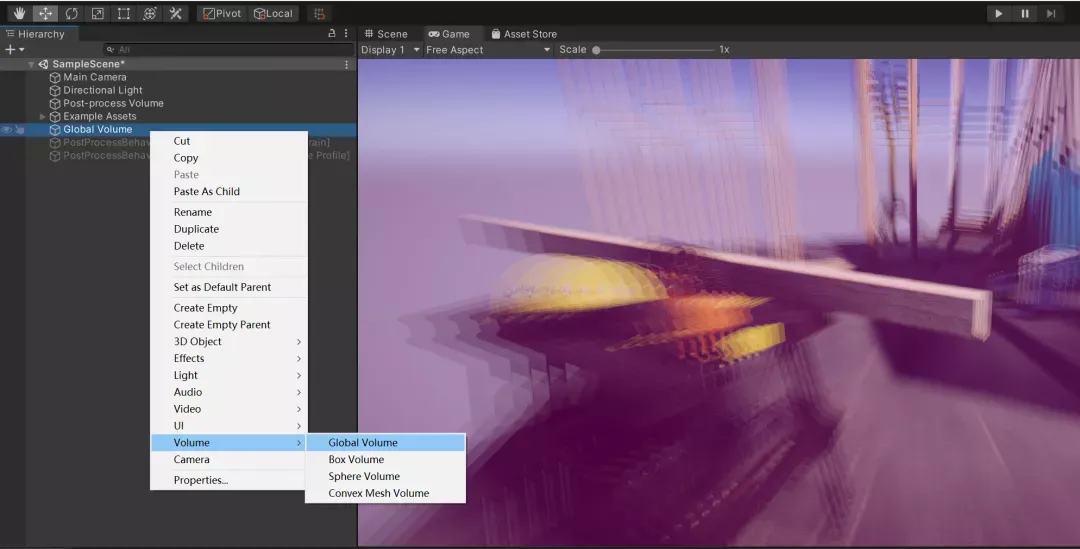 Pivot Local
Hierarchy
All
Scene Game Asset Store
Display 1 Free Aspect Scale 1x
SampleScene*
Main Camera
Directional Light
Post-process Volume
Example Assets
Global Volume
PostProcessBehav rain]
PostProcessBehav e Profile]
Cut
Copy
Paste
Paste As Child
Rename
Duplicate
Delete
Select Children
Set as Default Parent
Create Empty
Create Empty Parent
3D Object
Effects
Light
Audio
Video
UI
Volume
Camera
Properties...
Global Volume
Box Volume
Sphere Volume
Convex Mesh Volume